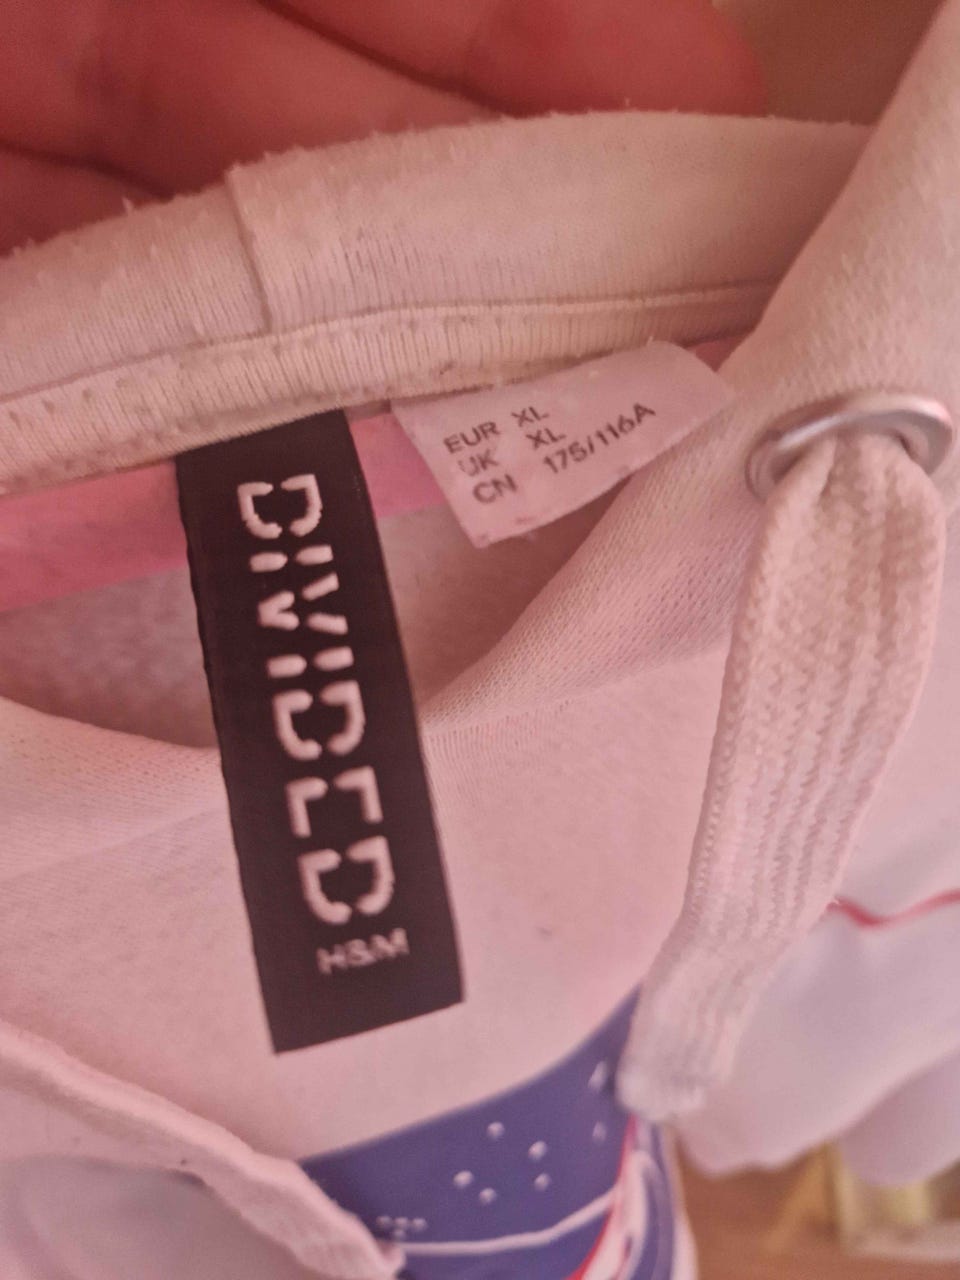 DIVIDED
H&M
EUR XL
UK XL
CN 175/116A